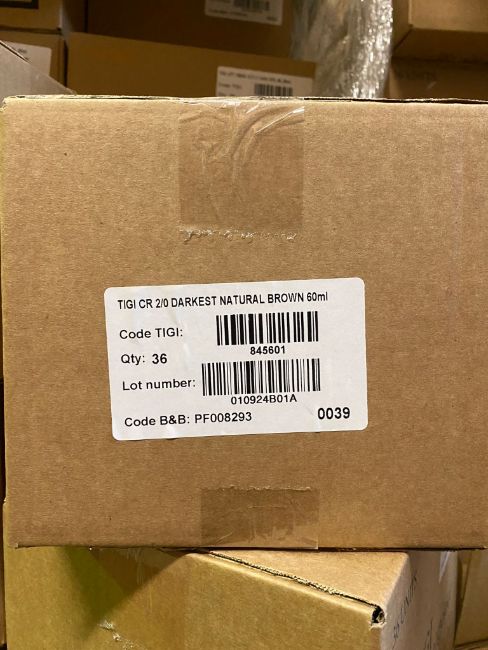 TIGI CR 2/0 DARKEST NATURAL BROWN 60ml
Code TIGI:
845601
Qty: 36
Lot number:
010924B01A
Code B&B: PF008293 0039